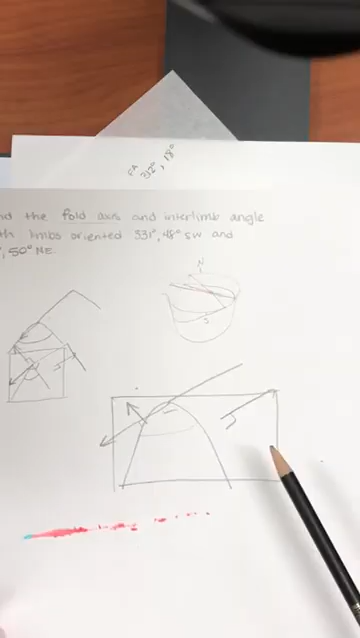 FA
312°, 18°
nd the fold axis and interlimb angle
th limbs oriented 331°, 48° SW and
°, 50° NE
N
S